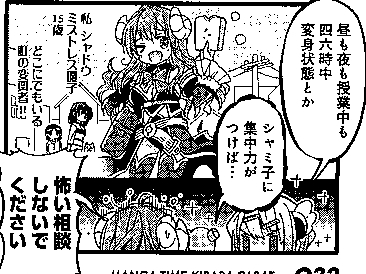 昼も夜も授業中も
四六時中
変身状態とか
シャミ子に
集中力が
つけば…
私 シャドウ
ミストレス優子
15歳
どこにでもいる
町の変図者!!
怖い相談
しないで
ください
MANGA TIME KIRARA CARAT